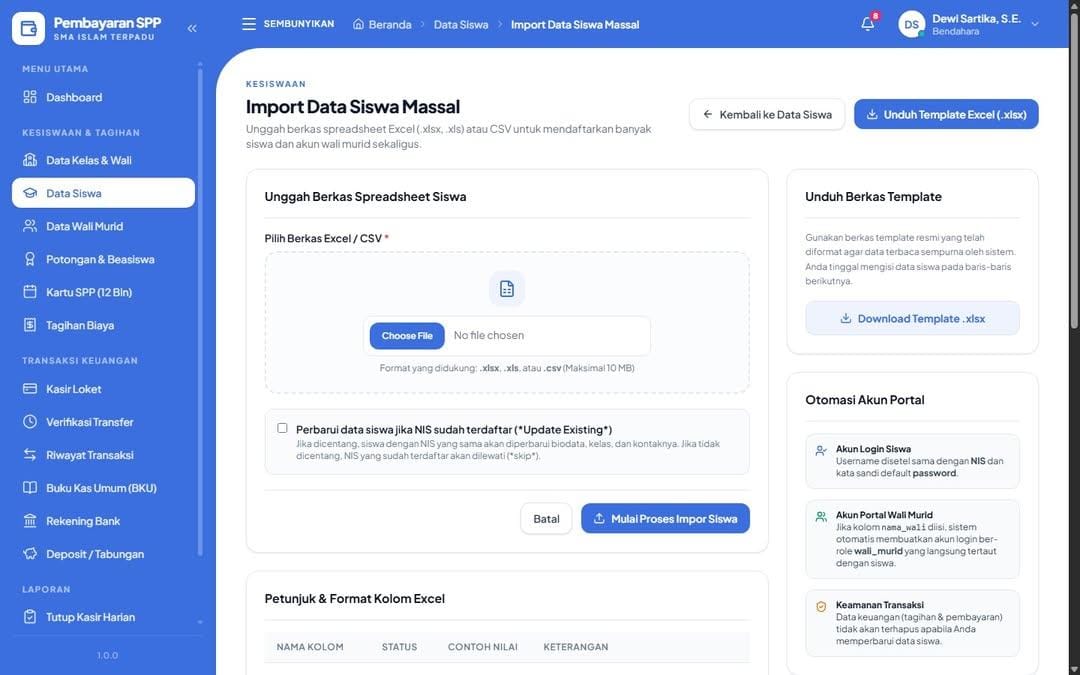 Pembayaran SPP
SMA ISLAM TERPADU
MENU UTAMA
Dashboard
KESISWAAN & TAGIHAN
Data Kelas & Wali
Data Siswa
Data Wali Murid
Potongan & Beasiswa
Kartu SPP (12 Bln)
Tagihan Biaya
TRANSAKSI KEUANGAN
Kasir Loket
Verifikasi Transfer
Riwayat Transaksi
Buku Kas Umum (BKU)
Rekening Bank
Deposit / Tabungan
LAPORAN
Tutup Kasir Harian
1.0.0
SEMBUNYIKAN
Beranda
Data Siswa
Import Data Siswa Massal
8
DS
Dewi Sartika, S.E.
Bendahara
KESISWAAN
Import Data Siswa Massal
Unggah berkas spreadsheet Excel (.xlsx, .xls) atau CSV untuk mendaftarkan banyak
siswa dan akun wali murid sekaligus.
Kembali ke Data Siswa
Unduh Template Excel (.xlsx)
Unggah Berkas Spreadsheet Siswa
Pilih Berkas Excel / CSV *
Choose File
No file chosen
Format yang didukung: .xlsx, .xls, atau .csv (Maksimal 10 MB)
Perbarui data siswa jika NIS sudah terdaftar (*Update Existing*)
Jika dicentang, siswa dengan NIS yang sama akan diperbarui biodata, kelas, dan kontaknya. Jika tidak
dicentang, NIS yang sudah terdaftar akan dilewati (*skip*).
Batal
Mulai Proses Impor Siswa
Petunjuk & Format Kolom Excel
NAMA KOLOM
STATUS
CONTOH NILAI
KETERANGAN
Unduh Berkas Template
Gunakan berkas template resmi yang telah
diformat agar data terbaca sempurna oleh sistem.
Anda tinggal mengisi data siswa pada baris-baris
berikutnya.
Download Template .xlsx
Otomasi Akun Portal
Akun Login Siswa
Username disetel sama dengan NIS dan
kata sandi default password.
Akun Portal Wali Murid
Jika kolom nama_wali diisi, sistem
otomatis membuatkan akun login ber-
role wali_murid yang langsung tertaut
dengan siswa.
Keamanan Transaksi
Data keuangan (tagihan & pembayaran)
tidak akan terhapus apabila Anda
memperbarui data siswa.